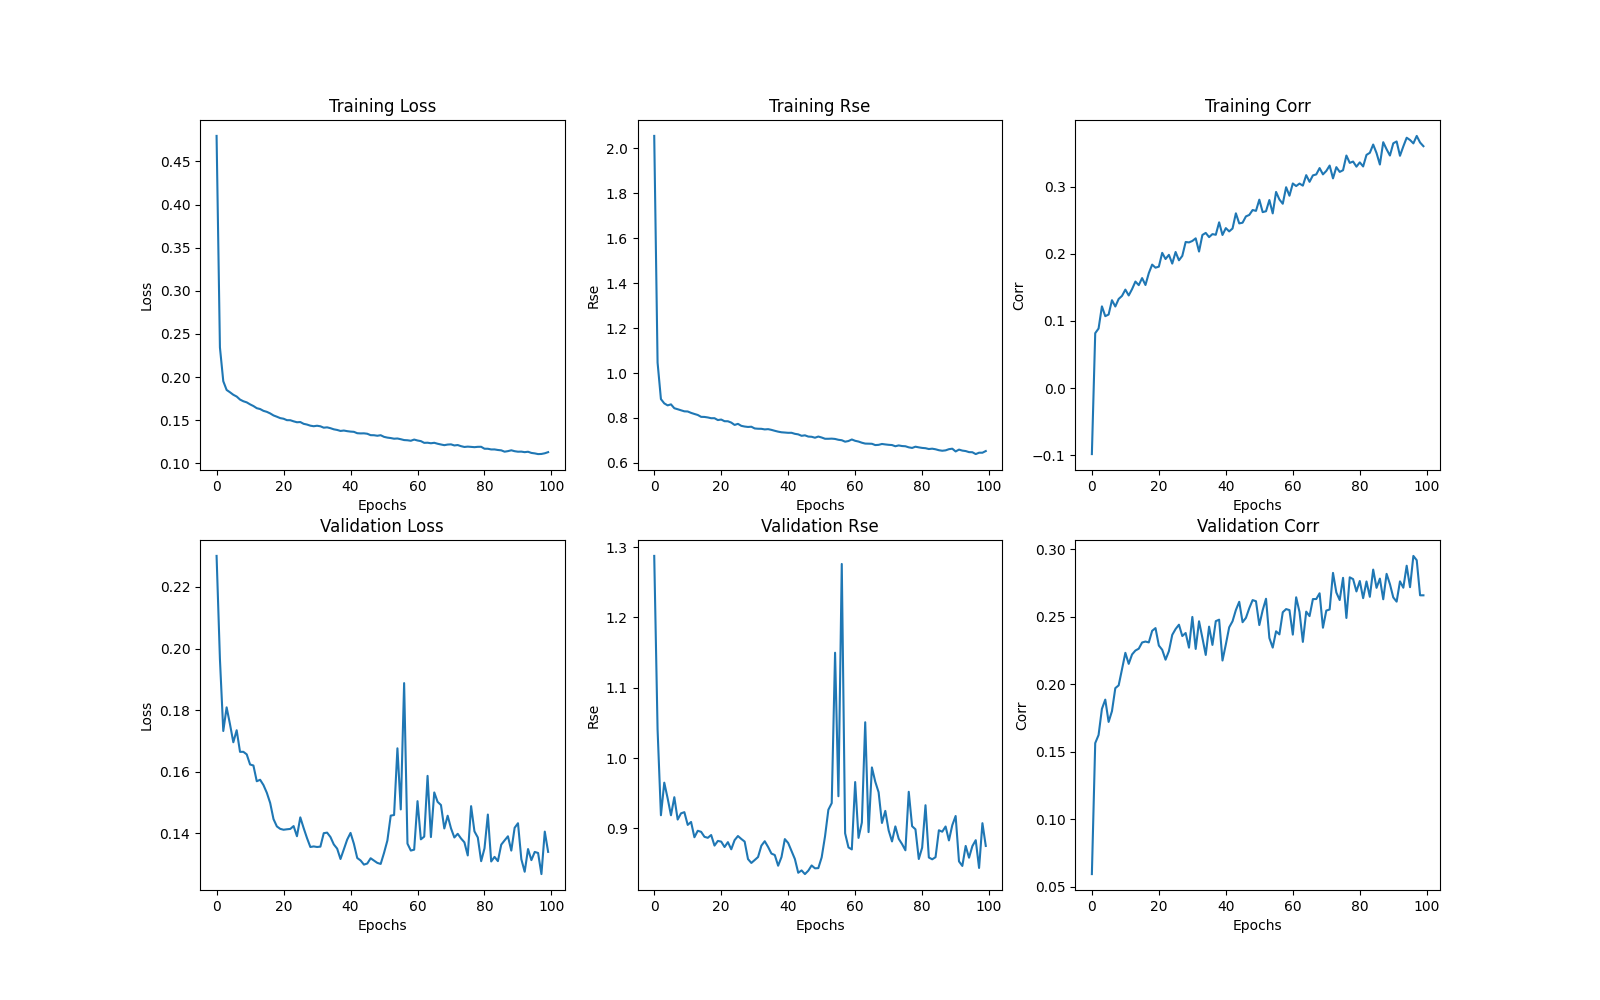 Training Loss
Loss
0.45
0.40
0.35
0.30
0.25
0.20
0.15
0.10
0 20 40 60 80 100
Epochs
Training Rse
Rse
2.0
1.8
1.6
1.4
1.2
1.0
0.8
0.6
0 20 40 60 80 100
Epochs
Training Corr
Corr
0.3
0.2
0.1
0.0
−0.1
0 20 40 60 80 100
Epochs
Validation Loss
Loss
0.22
0.20
0.18
0.16
0.14
0 20 40 60 80 100
Epochs
Validation Rse
Rse
1.3
1.2
1.1
1.0
0.9
0 20 40 60 80 100
Epochs
Validation Corr
Corr
0.30
0.25
0.20
0.15
0.10
0.05
0 20 40 60 80 100
Epochs